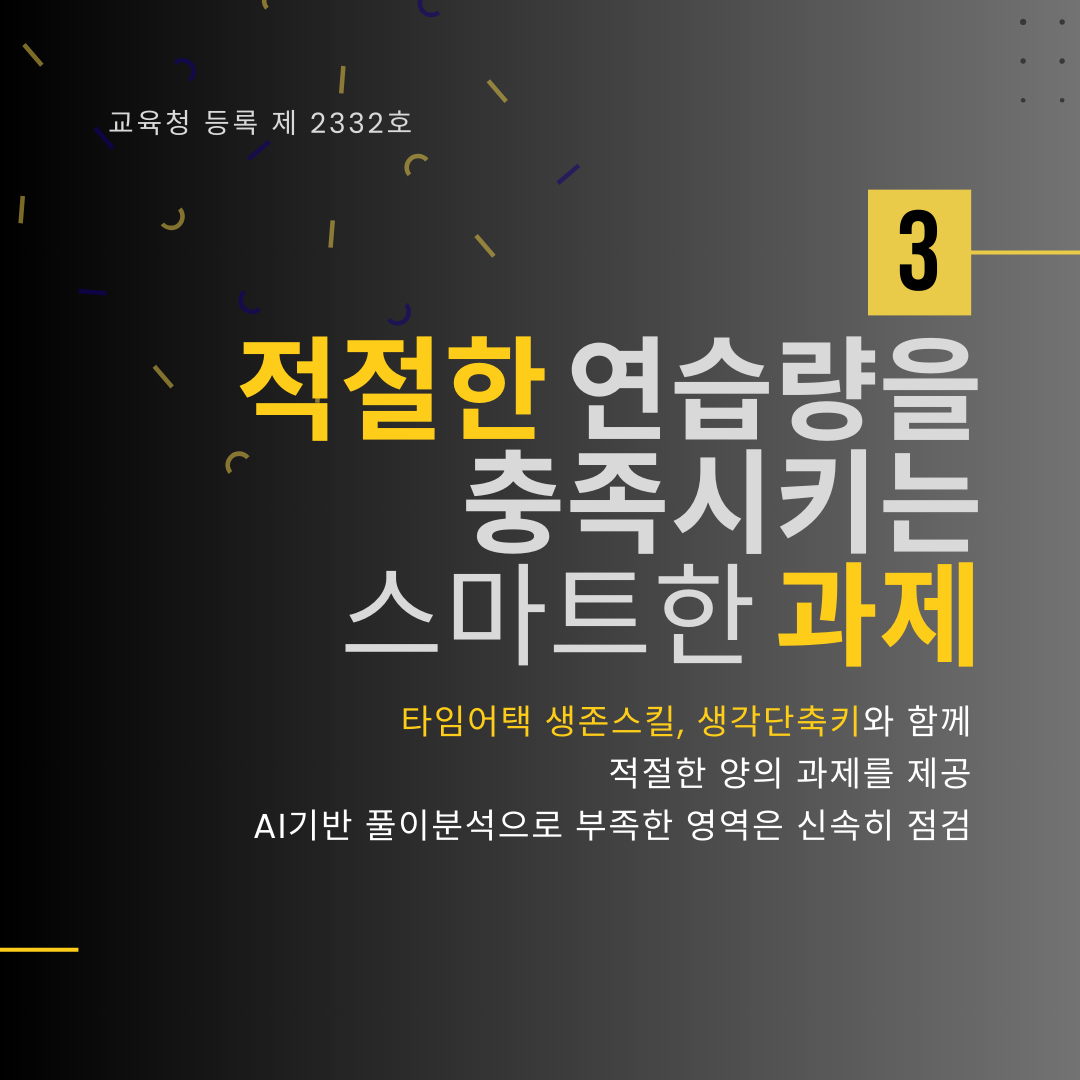 교육청 등록 제 2332호
3
적절한 연습량을
충족시키는
스마트한 과제
타임어택 생존스킬, 생각단축키와 함께
적절한 양의 과제를 제공
AI기반 풀이분석으로 부족한 영역은 신속히 점검